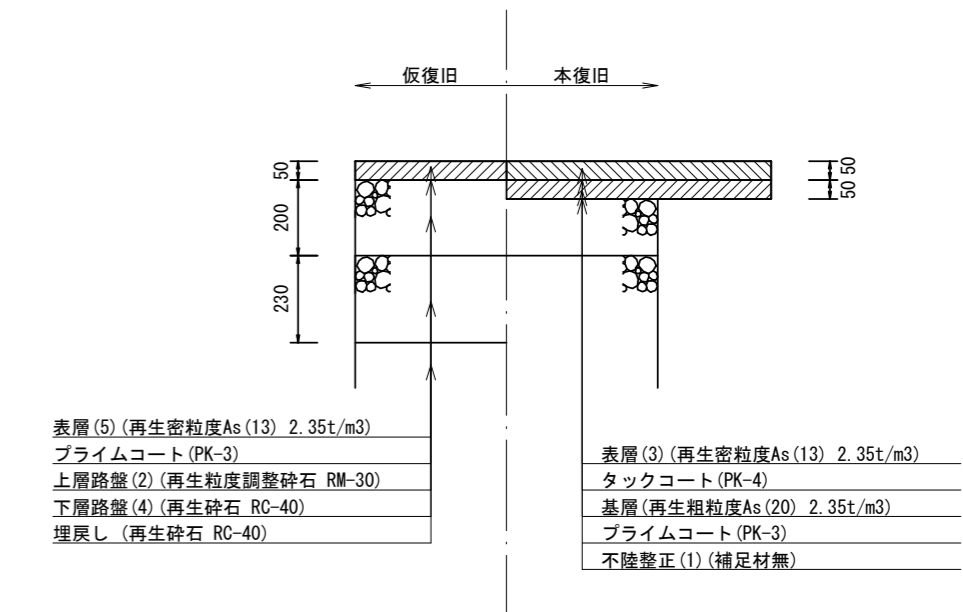 仮復旧 本復旧
50
200
230
50
50
表層(5)(再生密粒度As(13) 2.35t/m3)
プライムコート(PK-3)
上層路盤(2)(再生粒度調整砕石 RM-30)
下層路盤(4)(再生砕石 RC-40)
埋戻し (再生砕石 RC-40)
表層(3)(再生密粒度As(13) 2.35t/m3)
タックコート(PK-4)
基層(再生粗粒度As(20) 2.35t/m3)
プライムコート(PK-3)
不陸整正(1)(補足材無)